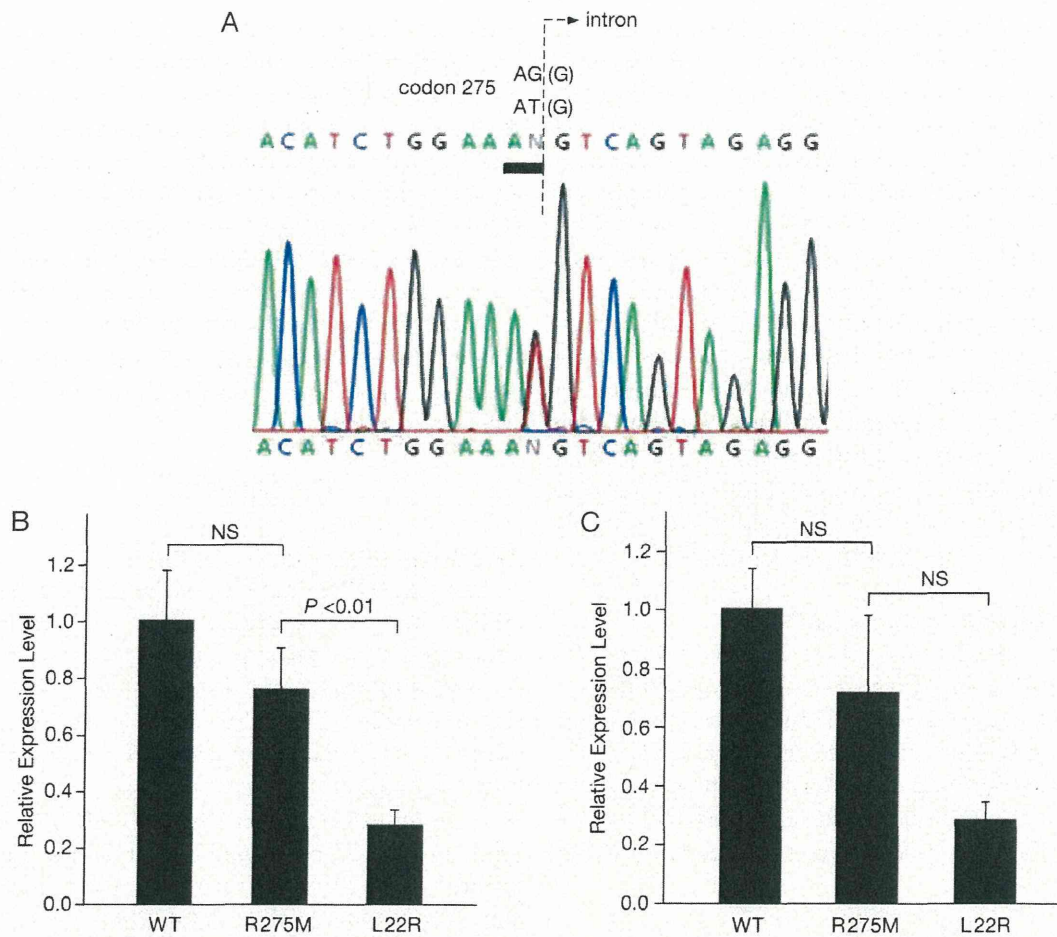 A
intron
codon 275
AG (G)
AT (G)
A C A T C T G G A A A N G T C A G T A G A G G
A C A T C T G G A A A N G T C A G T A G A G G
B
NS
P <0.01
Relative Expression Level
1.2
1.0
0.8
0.6
0.4
0.2
0.0
WT
R275M
L22R
C
NS
NS
Relative Expression Level
1.2
1.0
0.8
0.6
0.4
0.2
0.0
WT
R275M
L22R